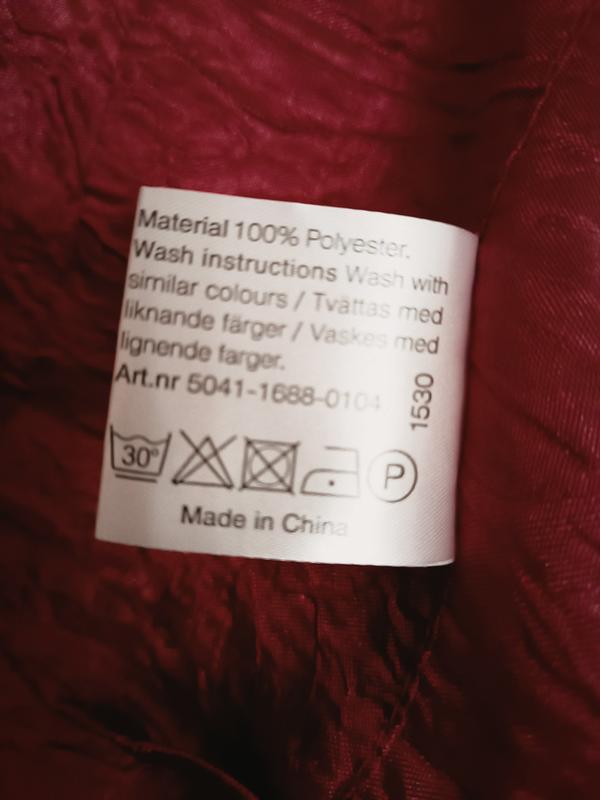 Material 100% Polyester.
Wash instructions Wash with
similar colours / Tvättas med
liknande färger / Vaskes med
lignende farger.
Art.nr 5041-1688-0104
1530
30°
P
Made in China